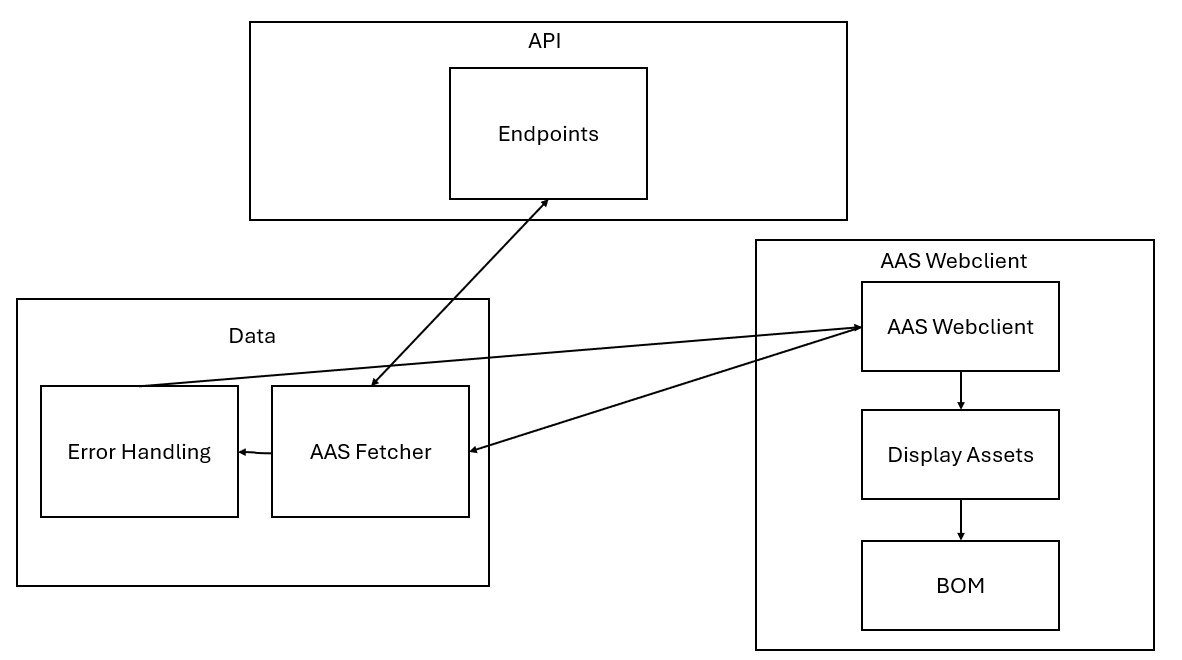 API
Endpoints
Data
Error Handling
AAS Fetcher
AAS Webclient
AAS Webclient
Display Assets
BOM